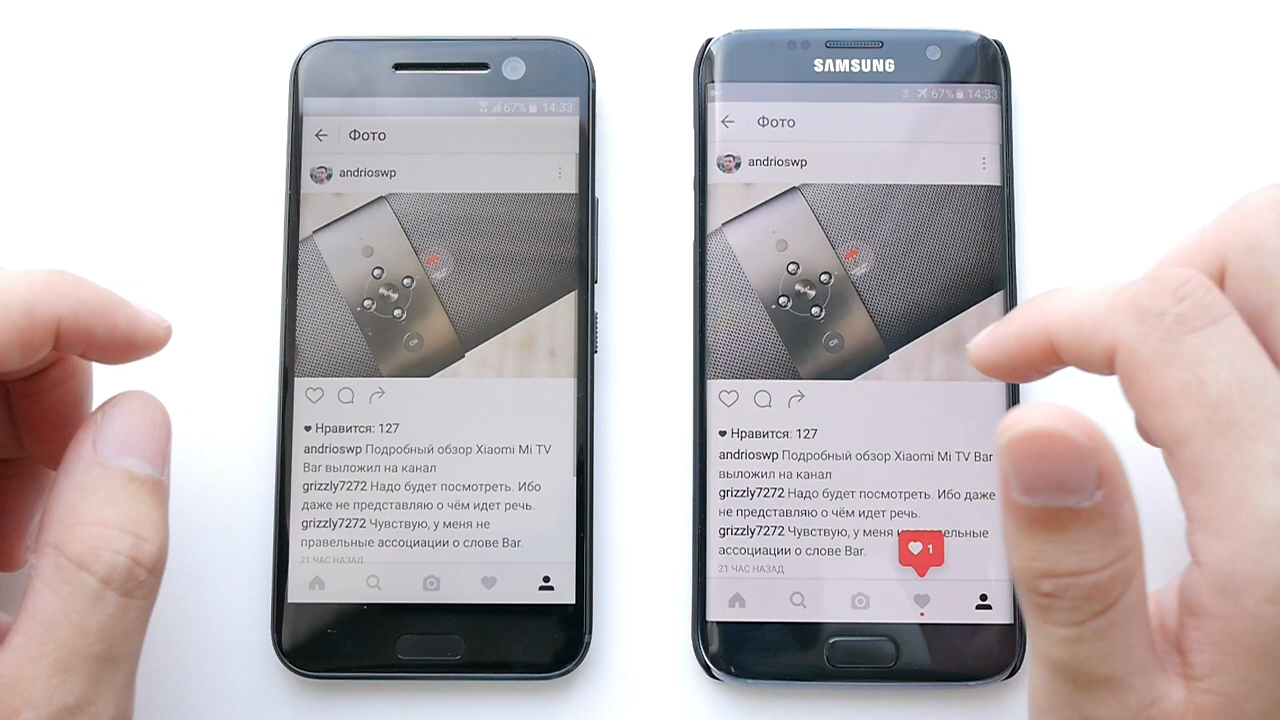 67% 14:33
Фото
andrioswp
CH
Нравится: 127
andrioswp Подробный обзор Xiaomi Mi TV
Bar выложил на канал
grizzly7272 Надо будет посмотреть. Ибо
даже не представляю о чём идет речь.
grizzly7272 Чувствую, у меня не
правельные ассоциации о слове Bar.
21 ЧАС НАЗАД
SAMSUNG
67% 14:33
Фото
andrioswp
CH
Нравится: 127
andrioswp Подробный обзор Xiaomi Mi TV Bar
выложил на канал
grizzly7272 Надо будет посмотреть. Ибо даже
не представляю о чём идет речь.
grizzly7272 Чувствую, у меня
ассоциации о слове Bar.
1
21 ЧАС НАЗАД